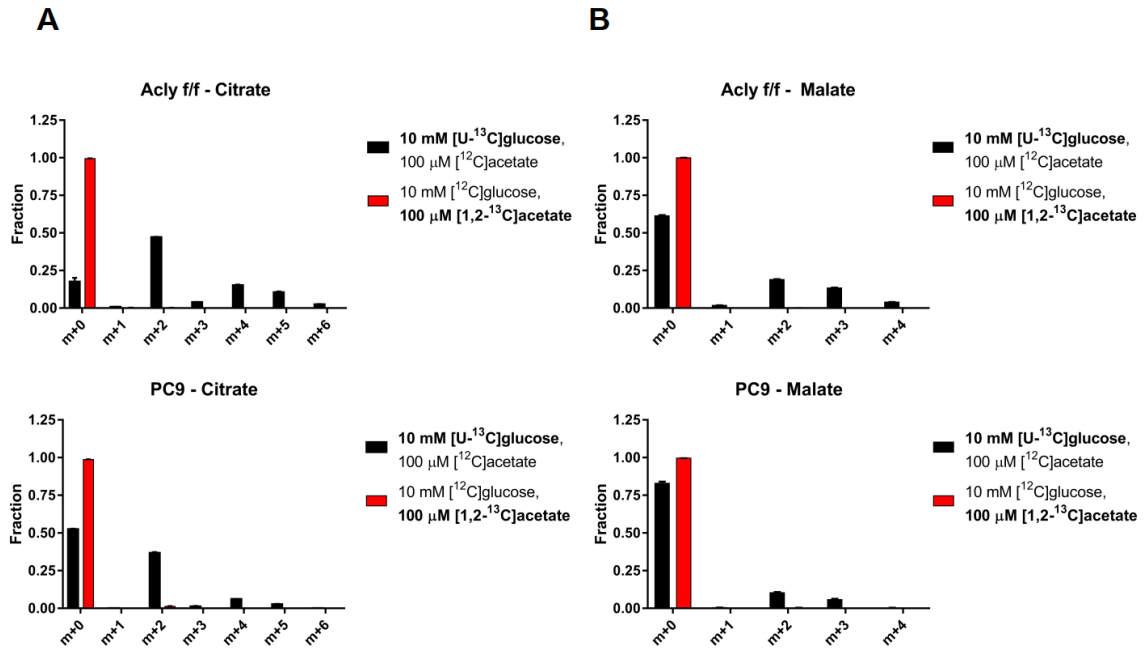 A
B
Acly f/f - Citrate
1.25
1.00
0.75
0.50
0.25
0.00
Fraction
m+0
m+1
m+2
m+3
m+4
m+5
m+6
10 mM [U-¹³C]glucose,
100 μM [¹²C]acetate
10 mM [¹²C]glucose,
100 μM [1,2-¹³C]acetate
Acly f/f - Malate
1.25
1.00
0.75
0.50
0.25
0.00
Fraction
m+0
m+1
m+2
m+3
m+4
10 mM [U-¹³C]glucose,
100 μM [¹²C]acetate
10 mM [¹²C]glucose,
100 μM [1,2-¹³C]acetate
PC9 - Citrate
1.25
1.00
0.75
0.50
0.25
0.00
Fraction
m+0
m+1
m+2
m+3
m+4
m+5
m+6
10 mM [U-¹³C]glucose,
100 μM [¹²C]acetate
10 mM [¹²C]glucose,
100 μM [1,2-¹³C]acetate
PC9 - Malate
1.25
1.00
0.75
0.50
0.25
0.00
Fraction
m+0
m+1
m+2
m+3
m+4
10 mM [U-¹³C]glucose,
100 μM [¹²C]acetate
10 mM [¹²C]glucose,
100 μM [1,2-¹³C]acetate